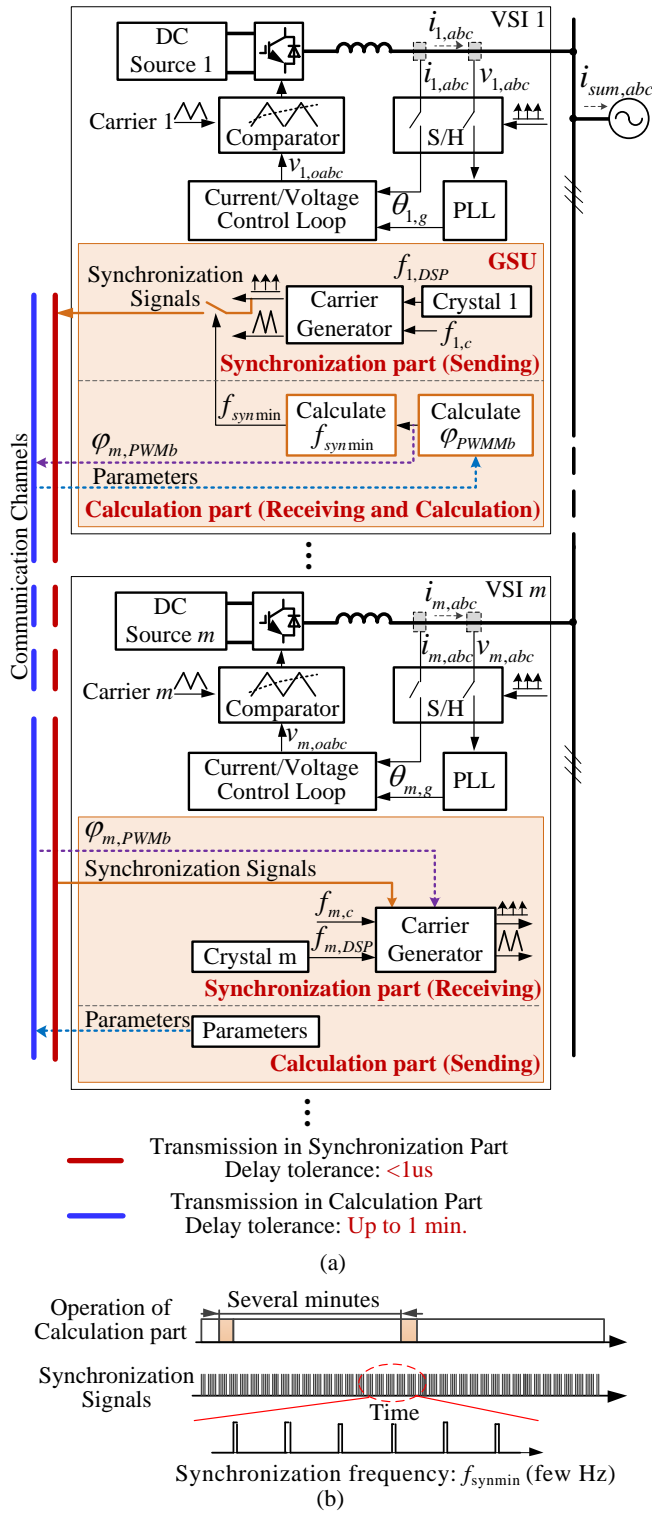 VSI 1
DC
Source 1
i1,abc
i1,abc
v1,abc
isum,abc
Carrier 1
Comparator
S/H
v1,oabc
Current/Voltage
Control Loop
θ1,g
PLL
GSU
Synchronization
Signals
Carrier
Generator
f1,DSP
Crystal 1
f1,c
Synchronization part (Sending)
fsyn min
Calculate
fsyn min
Calculate
φPWMMb
φm,PWMb
Parameters
Calculation part (Receiving and Calculation)
Communication Channels
VSI m
DC
Source m
im,abc
im,abc
vm,abc
Carrier m
Comparator
S/H
vm,oabc
Current/Voltage
Control Loop
θm,g
PLL
φm,PWMb
Synchronization Signals
fm,c
fm,DSP
Crystal m
Carrier
Generator
Synchronization part (Receiving)
Parameters
Parameters
Calculation part (Sending)
Transmission in Synchronization Part
Delay tolerance: <1us
Transmission in Calculation Part
Delay tolerance: Up to 1 min.
(a)
Operation of
Calculation part
Several minutes
Synchronization
Signals
Time
Synchronization frequency: fsynmin (few Hz)
(b)